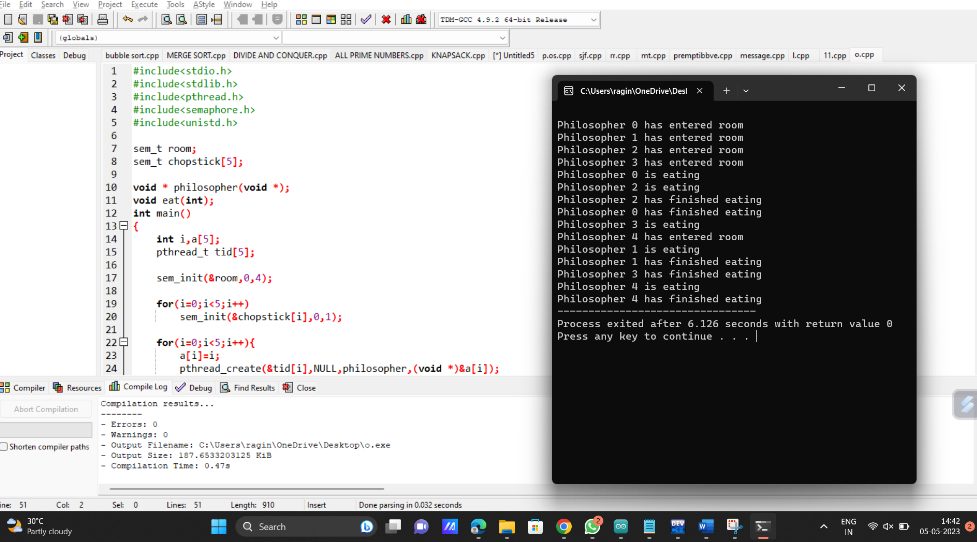 File Edit Search View Project Execute Tools AStyle Window Help
TDM-GCC 4.9.2 64-bit Release
(globals)
Project Classes Debug
bubble sort.cpp MERGE SORT.cpp DIVIDE AND CONQUER.cpp ALL PRIME NUMBERS.cpp KNAPSACK.cpp [*] Untitled5 p.os.cpp sjf.cpp rr.cpp mt.cpp premptibbve.cpp message.cpp l.cpp 11.cpp o.cpp
1 #include<stdio.h>
2 #include<stdlib.h>
3 #include<pthread.h>
4 #include<semaphore.h>
5 #include<unistd.h>
6
7 sem_t room;
8 sem_t chopstick[5];
9
10 void * philosopher(void *);
11 void eat(int);
12 int main()
13 {
14 int i,a[5];
15 pthread_t tid[5];
16
17 sem_init(&room,0,4);
18
19 for(i=0;i<5;i++)
20 sem_init(&chopstick[i],0,1);
21
22 for(i=0;i<5;i++){
23 a[i]=i;
24 pthread_create(&tid[i],NULL,philosopher,(void *)&a[i]);
C:\Users\ragin\OneDrive\Desl
Philosopher 0 has entered room
Philosopher 1 has entered room
Philosopher 2 has entered room
Philosopher 3 has entered room
Philosopher 0 is eating
Philosopher 2 is eating
Philosopher 2 has finished eating
Philosopher 0 has finished eating
Philosopher 3 is eating
Philosopher 4 has entered room
Philosopher 1 is eating
Philosopher 1 has finished eating
Philosopher 3 has finished eating
Philosopher 4 is eating
Philosopher 4 has finished eating
--------------------------------
Process exited after 6.126 seconds with return value 0
Press any key to continue . . .
Compiler Resources Compile Log Debug Find Results Close
Abort Compilation
Shorten compiler paths
Compilation results...
--------
- Errors: 0
- Warnings: 0
- Output Filename: C:\Users\ragin\OneDrive\Desktop\o.exe
- Output Size: 187.6533203125 KiB
- Compilation Time: 0.47s
ine: 51 Col: 2 Sel: 0 Lines: 51 Length: 910 Insert Done parsing in 0.032 seconds
30°C
Partly cloudy
Search
2
DEV
ENG
IN
14:42
05-05-2023
2